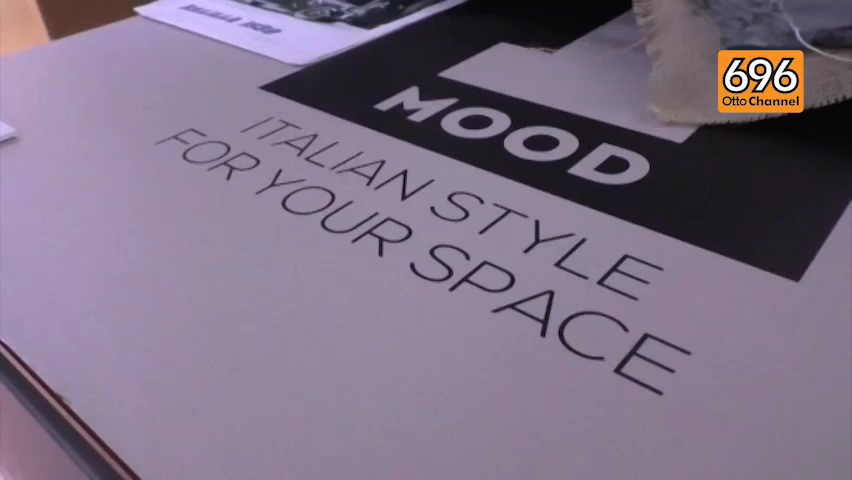 696
Otto Channel
MOOD
ITALIAN STYLE
FOR YOUR SPACE